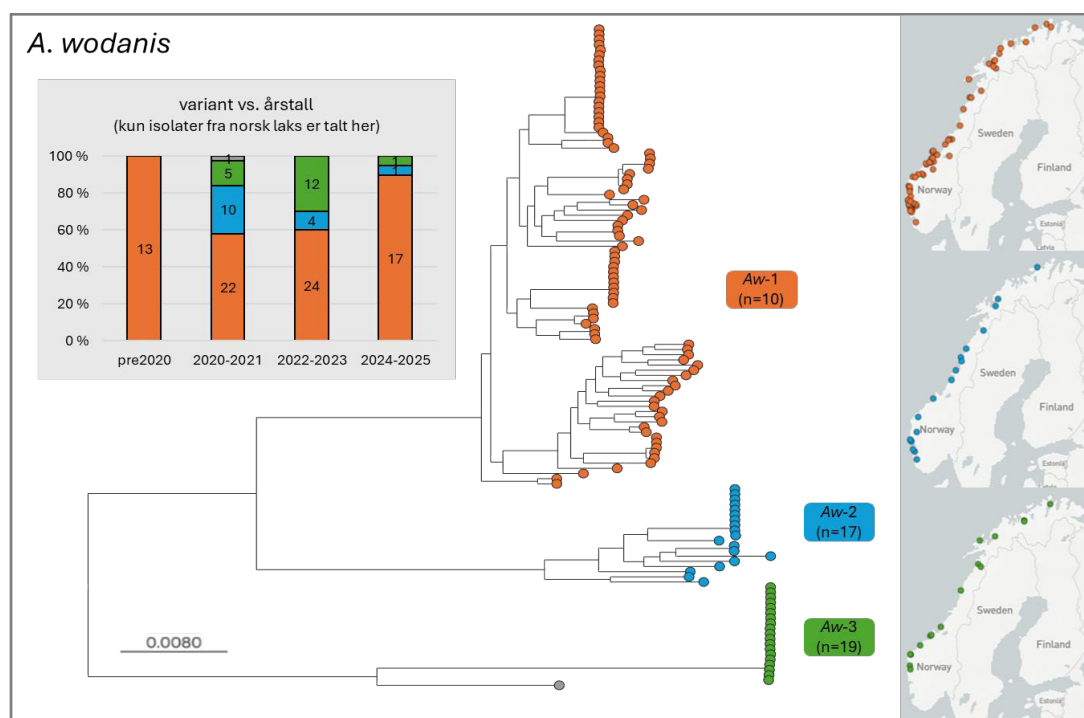 A. wodanis
variant vs. årstall
(kun isolater fra norsk laks er talt her)
100 %
80 %
60 %
40 %
20 %
0 %
13
1
5
10
22
12
4
24
1
1
17
pre2020
2020-2021
2022-2023
2024-2025
Aw-1
(n=10)
Aw-2
(n=17)
Aw-3
(n=19)
0.0080
Sweden
Finland
Norway
Estonia
Latvia
Sweden
Finland
Norway
Estonia
Sweden
Finland
Norway
Estonia